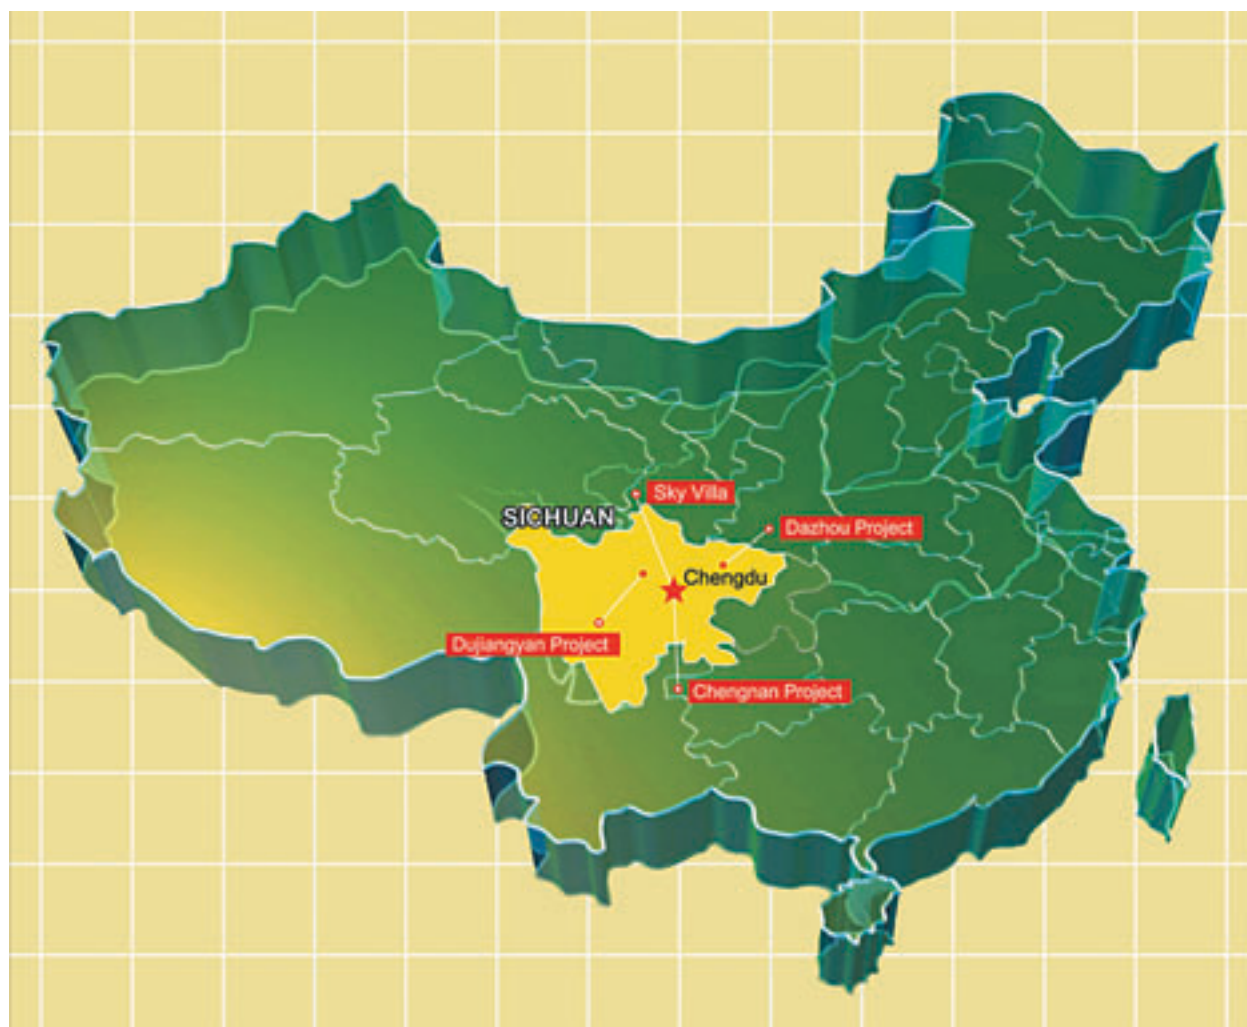 Sky Villa
SICHUAN
Dazhou Project
Chengdu
Dujiangyan Project
Chengnan Project